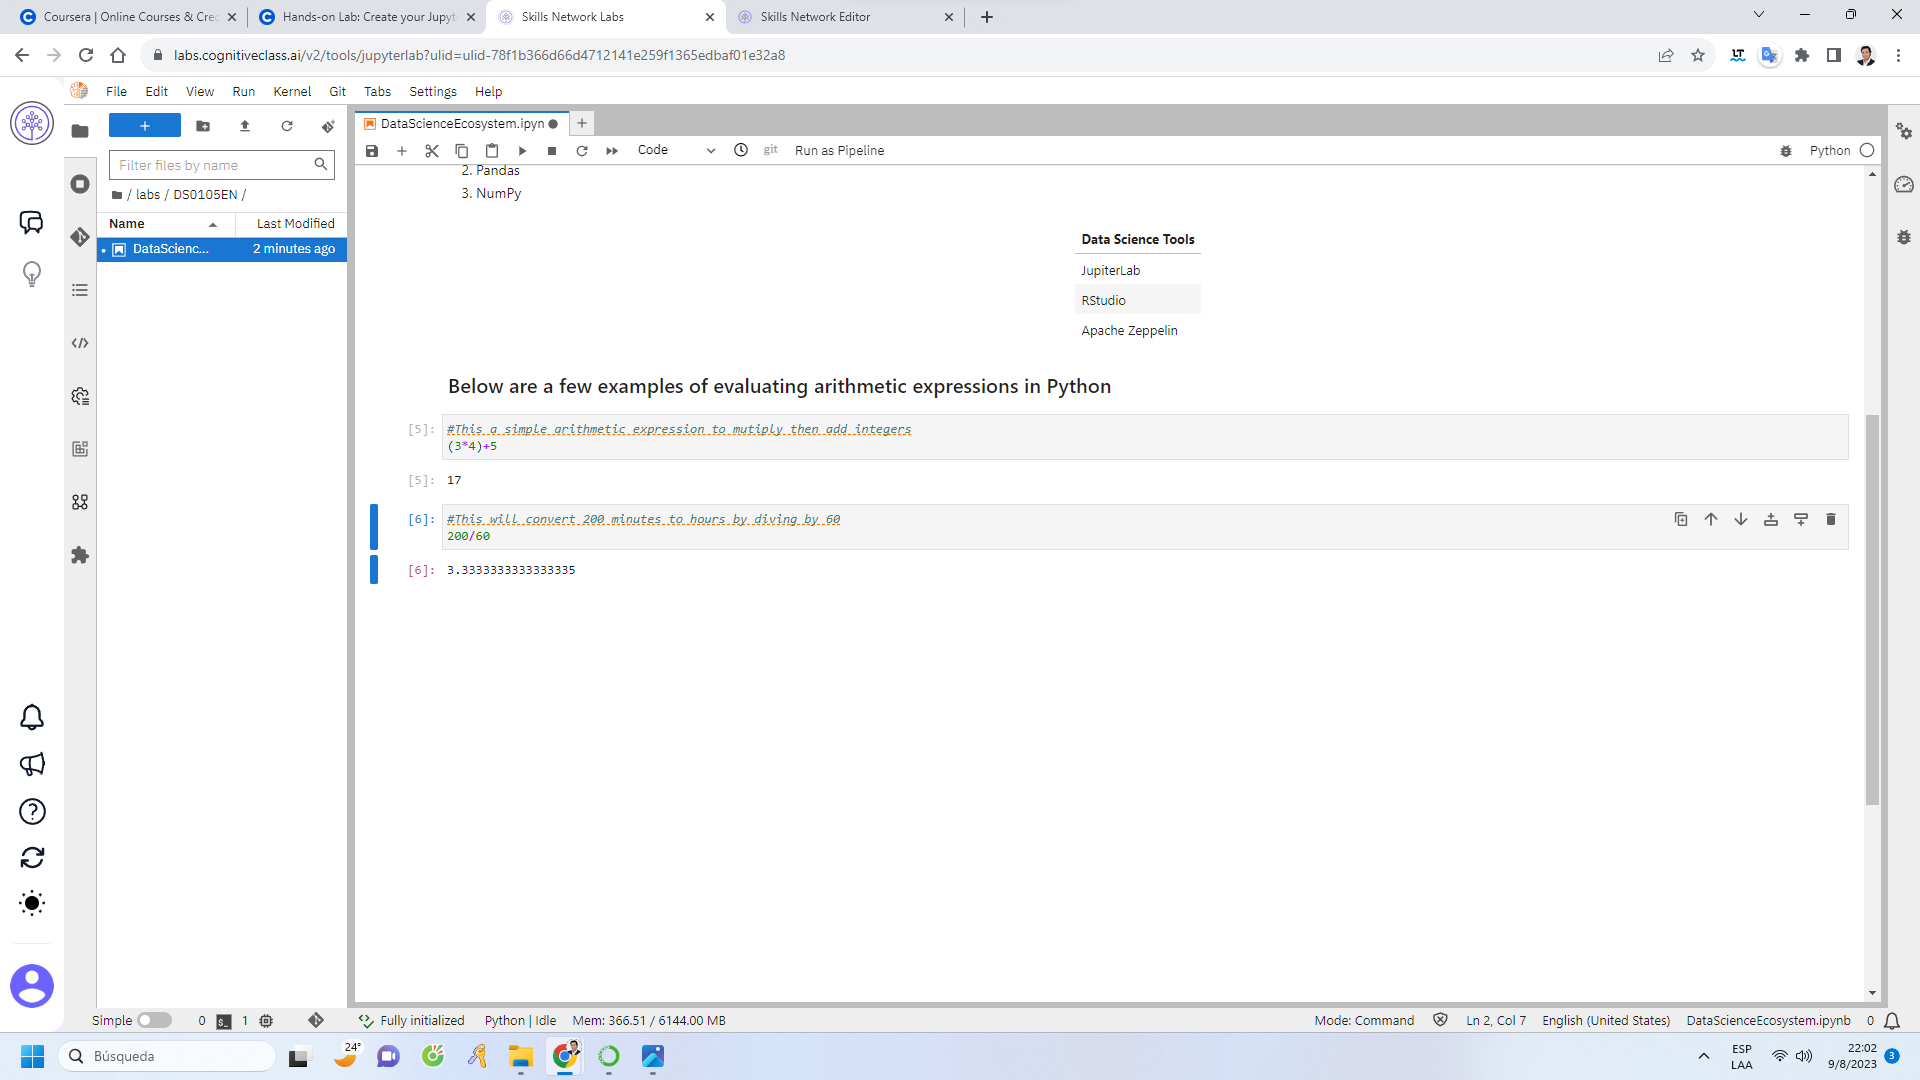 Coursera | Online Courses & Cre
Hands-on Lab: Create your Jupyt
Skills Network Labs
Skills Network Editor
labs.cognitiveclass.ai/v2/tools/jupyterlab?ulid=ulid-78f1b366d66d4712141e259f1365edbaf01e32a8
LT
File Edit View Run Kernel Git Tabs Settings Help
DataScienceEcosystem.ipyn
Code
git
Run as Pipeline
Python
Filter files by name
/ labs / DS0105EN /
Name Last Modified
DataScienc... 2 minutes ago
2. Pandas
3. NumPy
Data Science Tools
JupiterLab
RStudio
Apache Zeppelin
Below are a few examples of evaluating arithmetic expressions in Python
[5]: #This a simple arithmetic expression to mutiply then add integers
(3*4)+5
[5]: 17
[6]: #This will convert 200 minutes to hours by diving by 60
200/60
[6]: 3.3333333333333335
Simple 0 1 Fully initialized Python | Idle Mem: 366.51 / 6144.00 MB Mode: Command Ln 2, Col 7 English (United States) DataScienceEcosystem.ipynb 0
Búsqueda
24°
ESP
LAA
22:02
9/8/2023
3